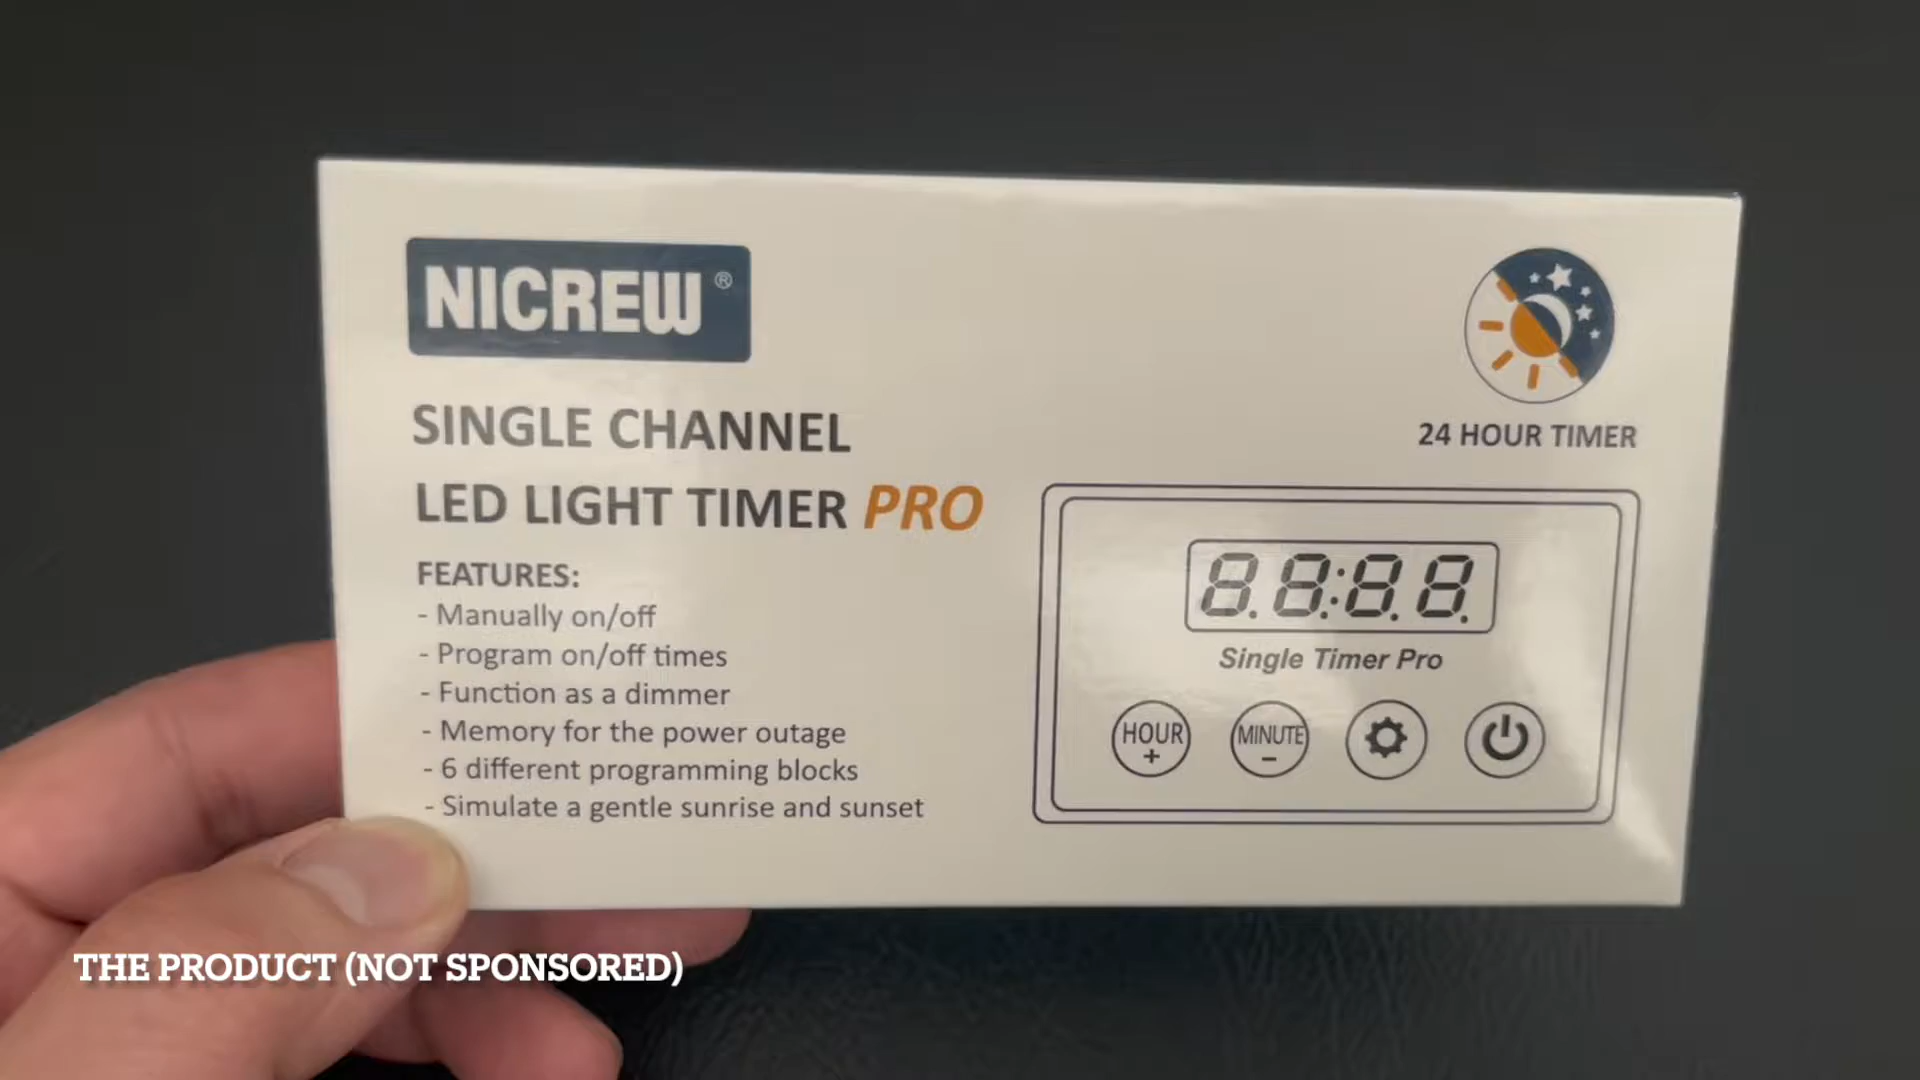 NICREW®
24 HOUR TIMER
SINGLE CHANNEL
LED LIGHT TIMER PRO
FEATURES:
- Manually on/off
- Program on/off times
- Function as a dimmer
- Memory for the power outage
- 6 different programming blocks
- Simulate a gentle sunrise and sunset
8.8:8.8.
Single Timer Pro
HOUR +
MINUTE -
THE PRODUCT (NOT SPONSORED)